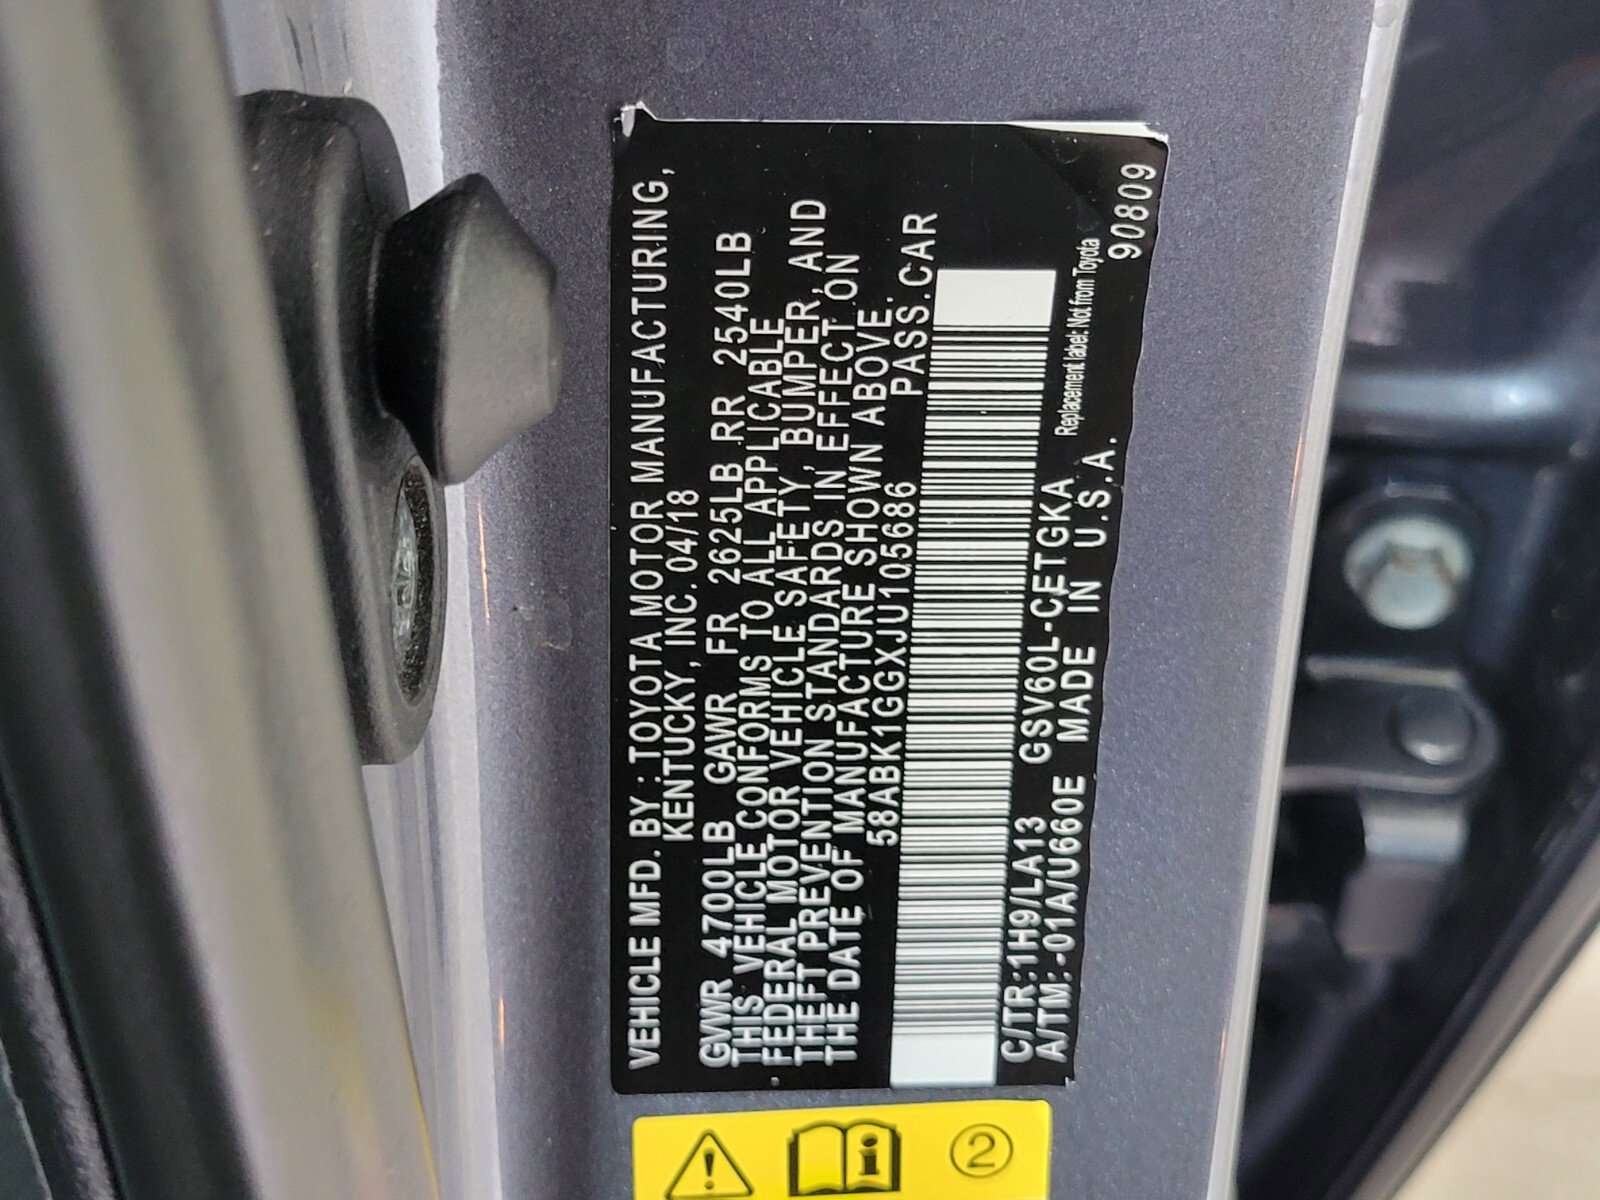 VEHICLE MFD. BY : TOYOTA MOTOR MANUFACTURING,
KENTUCKY, INC. 04/18
GVWR 4700LB GAWR FR 2625LB RR 2540LB
THIS VEHICLE CONFORMS TO ALL APPLICABLE
FEDERAL MOTOR VEHICLE SAFETY, BUMPER, AND
THEFT PREVENTION STANDARDS IN EFFECT ON
THE DATE OF MANUFACTURE SHOWN ABOVE.
58ABK1GGXJU105686 PASS.CAR
C/TR:1H9/LA13 GSV60L-CETGKA
Replacement label: Not from Toyota
A/TM:-01A/U660E MADE IN U.S.A.
90809
2